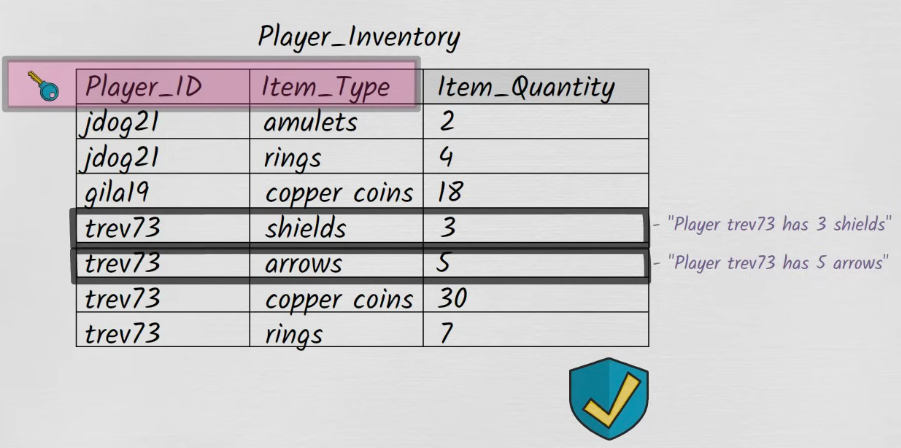 Player_Inventory
Player_ID Item_Type Item_Quantity
jdog21 amulets 2
jdog21 rings 4
gila19 copper coins 18
trev73 shields 3 - "Player trev73 has 3 shields"
trev73 arrows 5 - "Player trev73 has 5 arrows"
trev73 copper coins 30
trev73 rings 7